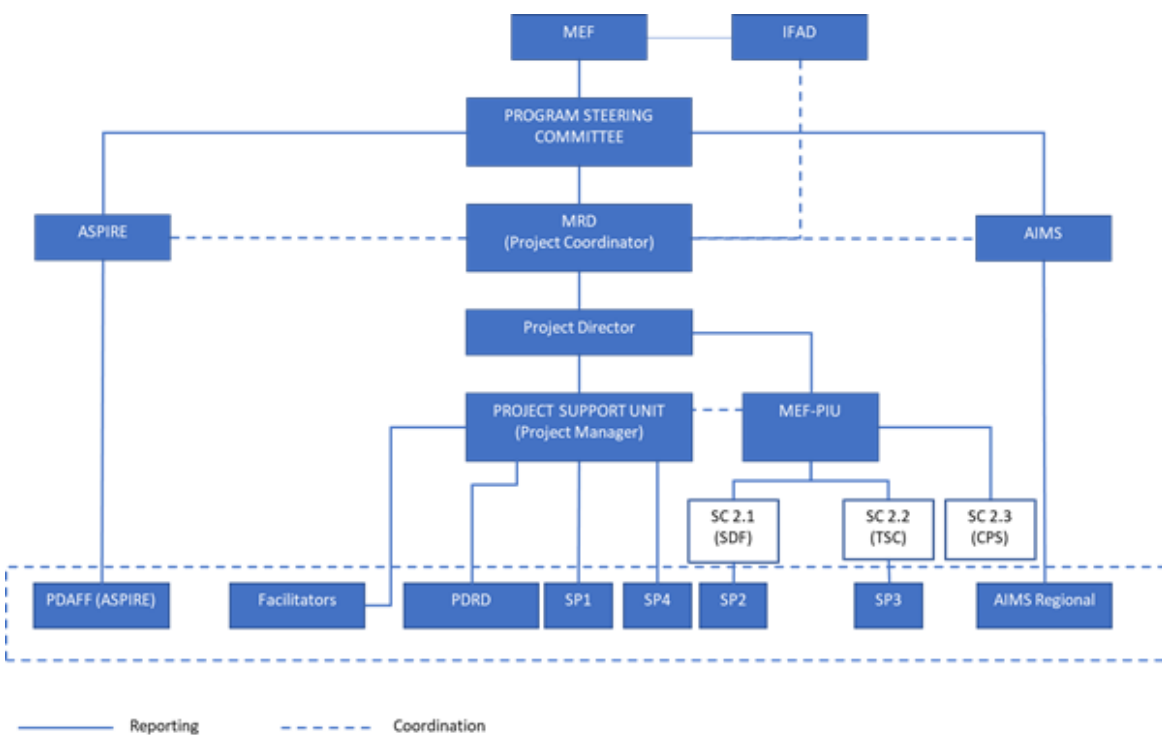 MEF
IFAD
PROGRAM STEERING
COMMITTEE
ASPIRE
MRD
(Project Coordinator)
AIMS
Project Director
PROJECT SUPPORT UNIT
(Project Manager)
MEF-PIU
SC 2.1
(SDF)
SC 2.2
(TSC)
SC 2.3
(CPS)
PDAFF (ASPIRE)
Facilitators
PDRD
SP1
SP4
SP2
SP3
AIMS Regional
Reporting
Coordination